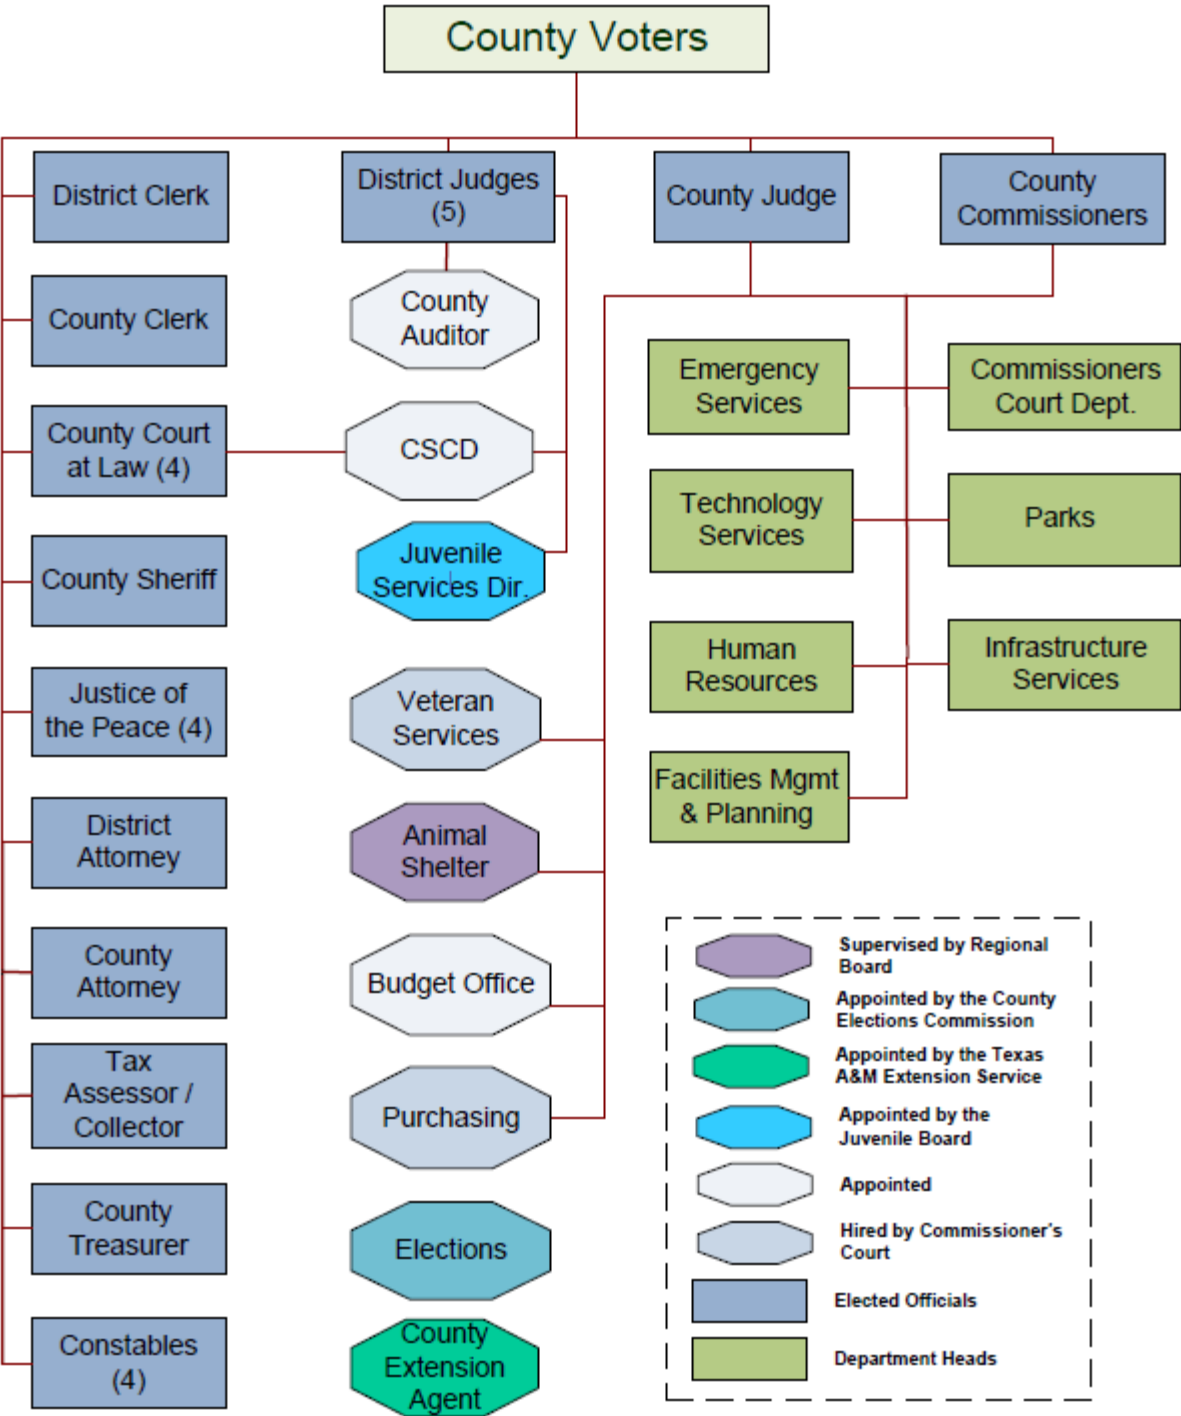 County Voters
District Clerk
District Judges
(5)
County Judge
County
Commissioners
County Clerk
County
Auditor
Emergency
Services
Commissioners
Court Dept.
County Court
at Law (4)
CSCD
Technology
Services
Parks
County Sheriff
Juvenile
Services Dir.
Human
Resources
Infrastructure
Services
Justice of
the Peace (4)
Veteran
Services
Facilities Mgmt
& Planning
District
Attorney
Animal
Shelter
County
Attorney
Budget Office
Tax
Assessor /
Collector
Purchasing
County
Treasurer
Elections
Constables
(4)
County
Extension
Agent
Supervised by Regional
Board
Appointed by the County
Elections Commission
Appointed by the Texas
A&M Extension Service
Appointed by the
Juvenile Board
Appointed
Hired by Commissioner's
Court
Elected Officials
Department Heads